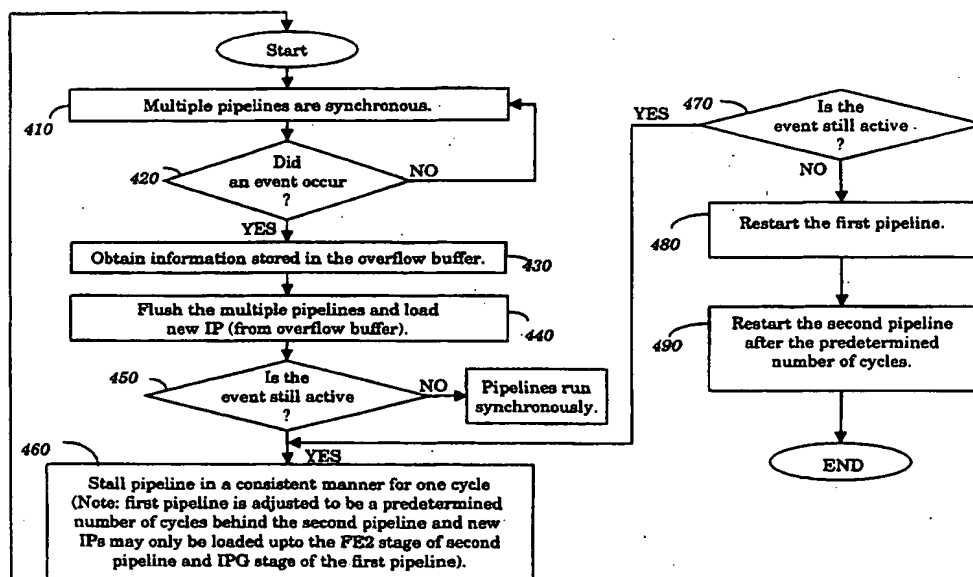 Start
410
Multiple pipelines are synchronous.
420
Did
an event occur
?
NO
YES
Obtain information stored in the overflow buffer.
430
Flush the multiple pipelines and load
new IP (from overflow buffer).
440
450
Is the
event still active
?
NO
Pipelines run
synchronously.
YES
460
Stall pipeline in a consistent manner for one cycle
(Note: first pipeline is adjusted to be a predetermined
number of cycles behind the second pipeline and new
IPs may only be loaded upto the FE2 stage of second
pipeline and IPG stage of the first pipeline).
470
YES
Is the
event still active
?
NO
480
Restart the first pipeline.
490
Restart the second pipeline
after the predetermined
number of cycles.
END